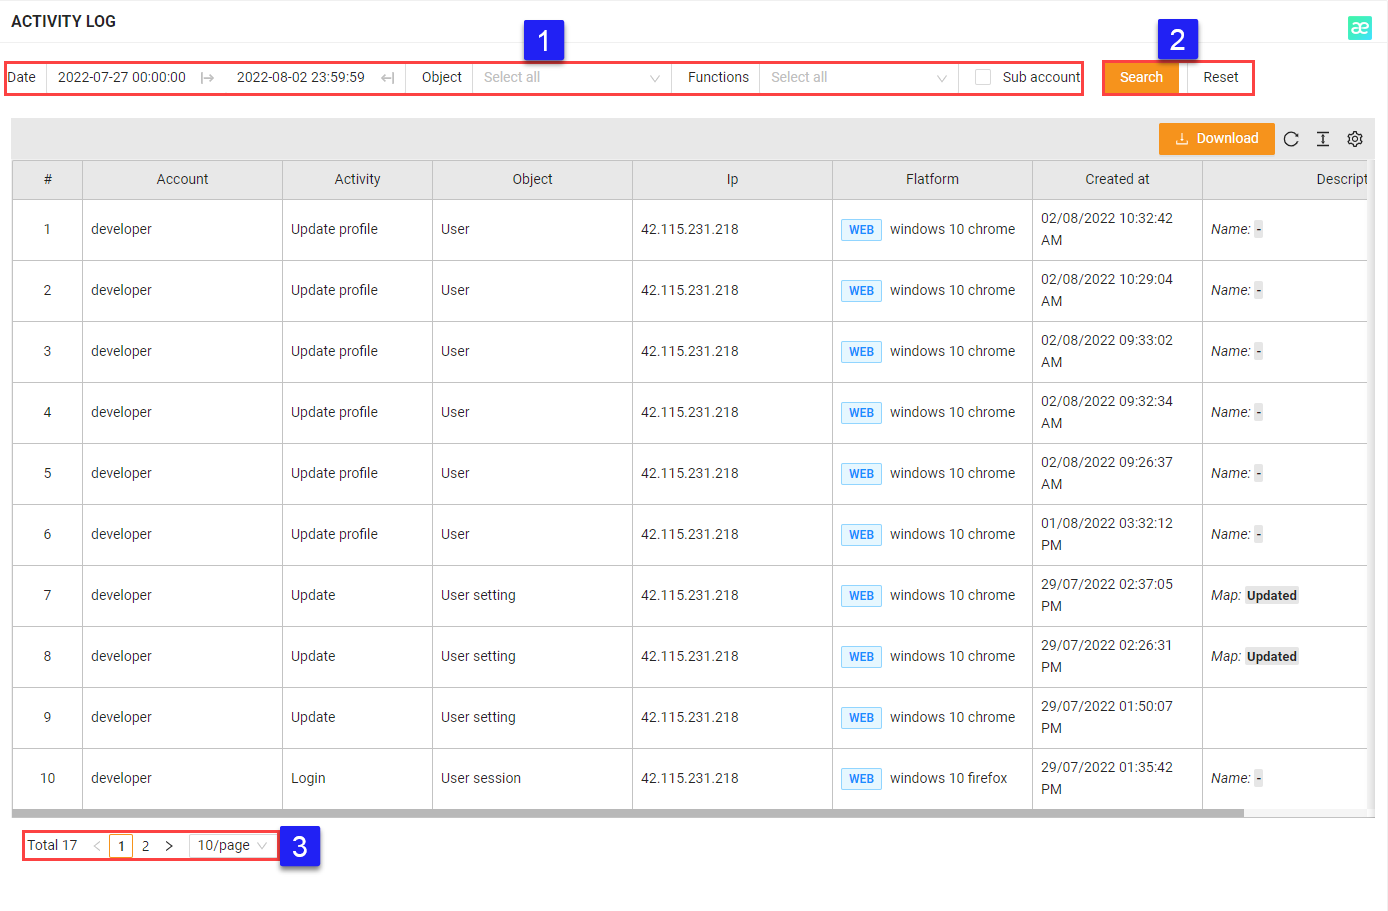 ACTIVITY LOG
æ
1
2
Date 2022-07-27 00:00:00 2022-08-02 23:59:59 Object Select all Functions Select all Sub account Search Reset
Download
# Account Activity Object Ip Flatform Created at Descript
1 developer Update profile User 42.115.231.218 WEB windows 10 chrome 02/08/2022 10:32:42 AM Name: -
2 developer Update profile User 42.115.231.218 WEB windows 10 chrome 02/08/2022 10:29:04 AM Name: -
3 developer Update profile User 42.115.231.218 WEB windows 10 chrome 02/08/2022 09:33:02 AM Name: -
4 developer Update profile User 42.115.231.218 WEB windows 10 chrome 02/08/2022 09:32:34 AM Name: -
5 developer Update profile User 42.115.231.218 WEB windows 10 chrome 02/08/2022 09:26:37 AM Name: -
6 developer Update profile User 42.115.231.218 WEB windows 10 chrome 01/08/2022 03:32:12 PM Name: -
7 developer Update User setting 42.115.231.218 WEB windows 10 chrome 29/07/2022 02:37:05 PM Map: Updated
8 developer Update User setting 42.115.231.218 WEB windows 10 chrome 29/07/2022 02:26:31 PM Map: Updated
9 developer Update User setting 42.115.231.218 WEB windows 10 chrome 29/07/2022 01:50:07 PM
10 developer Login User session 42.115.231.218 WEB windows 10 firefox 29/07/2022 01:35:42 PM Name: -
Total 17 < 1 2 > 10/page
3